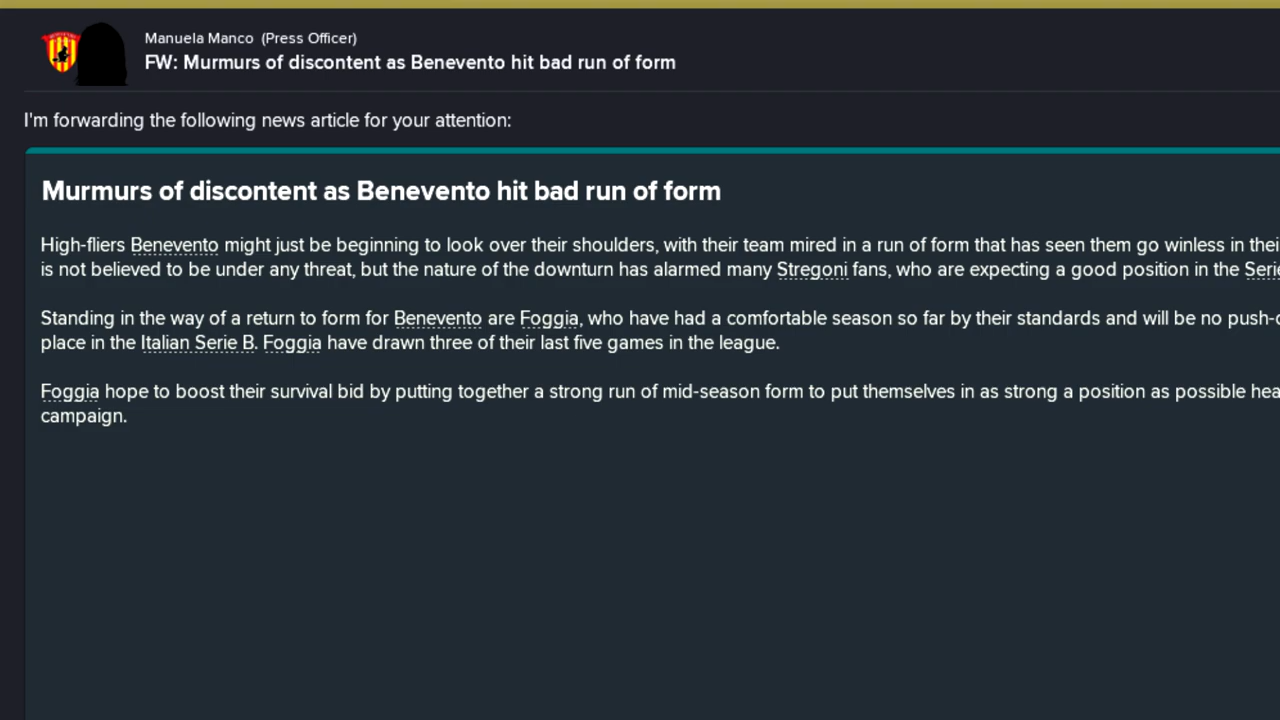 Manuela Manco (Press Officer)
FW: Murmurs of discontent as Benevento hit bad run of form
I'm forwarding the following news article for your attention:
Murmurs of discontent as Benevento hit bad run of form
High-fliers Benevento might just be beginning to look over their shoulders, with their team mired in a run of form that has seen them go winless in
is not believed to be under any threat, but the nature of the downturn has alarmed many Stregoni fans, who are expecting a good position in the
Standing in the way of a return to form for Benevento are Foggia, who have had a comfortable season so far by their standards and will be no
place in the Italian Serie B. Foggia have drawn three of their last five games in the league.
Foggia hope to boost their survival bid by putting together a strong run of mid-season form to put themselves in as strong a position as possible
campaign.